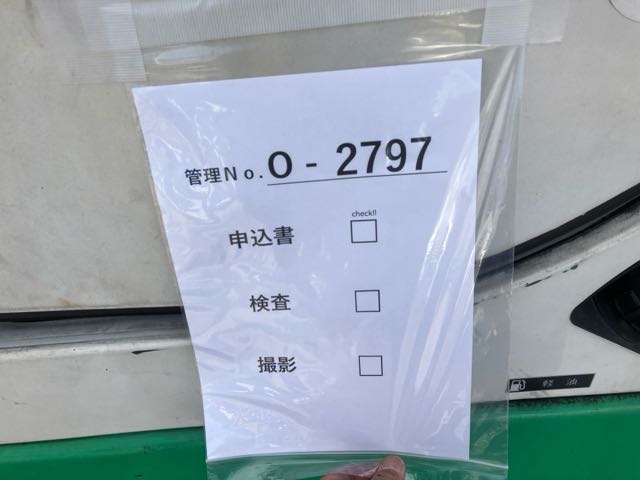 管理No. O - 2797
check!!
申込書 □
検査 □
撮影 □
軽油